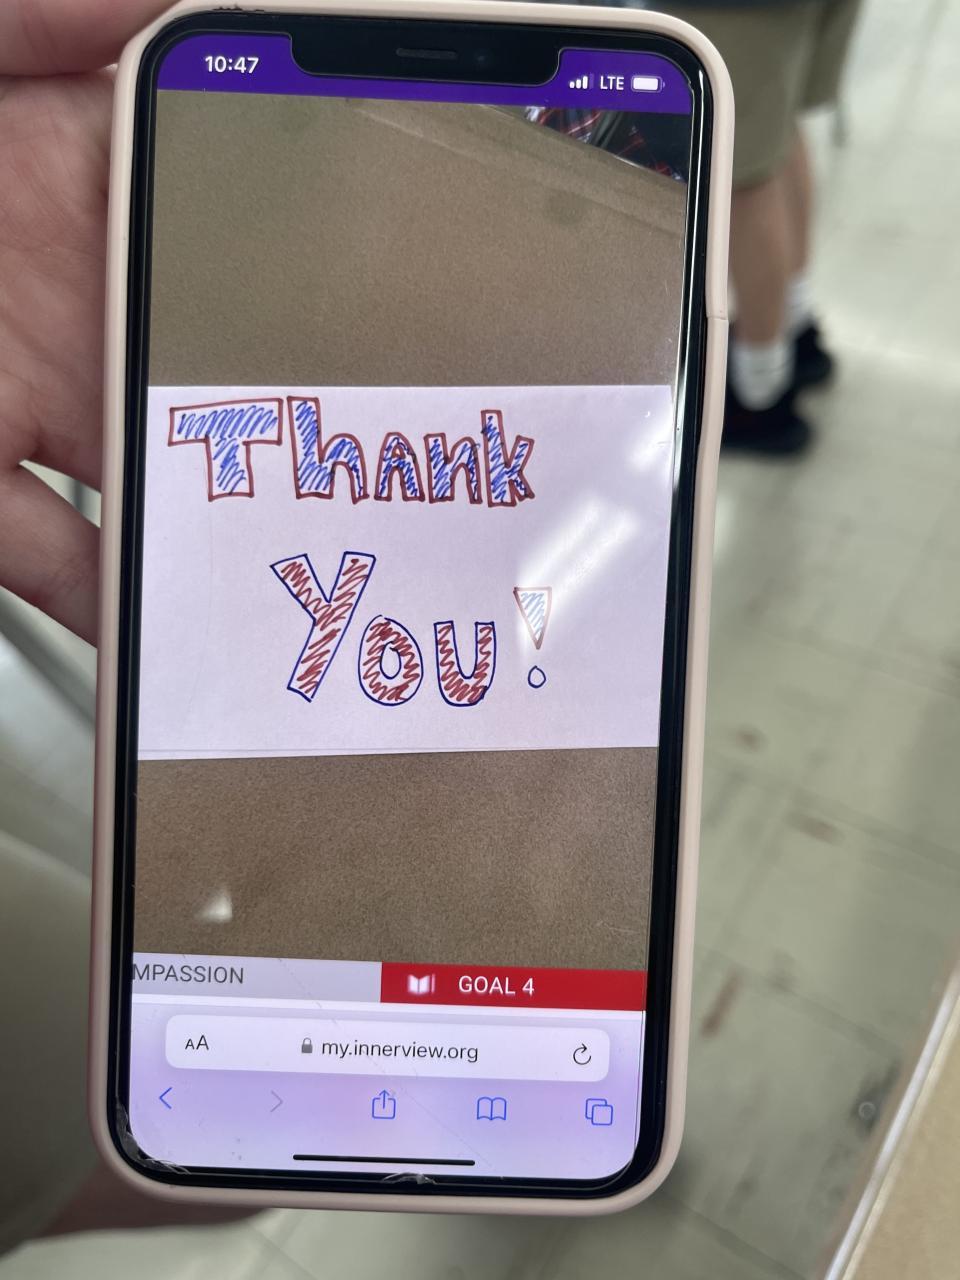 10:47
LTE
Thank
You!
MPASSION
GOAL 4
AA
my.innerview.org